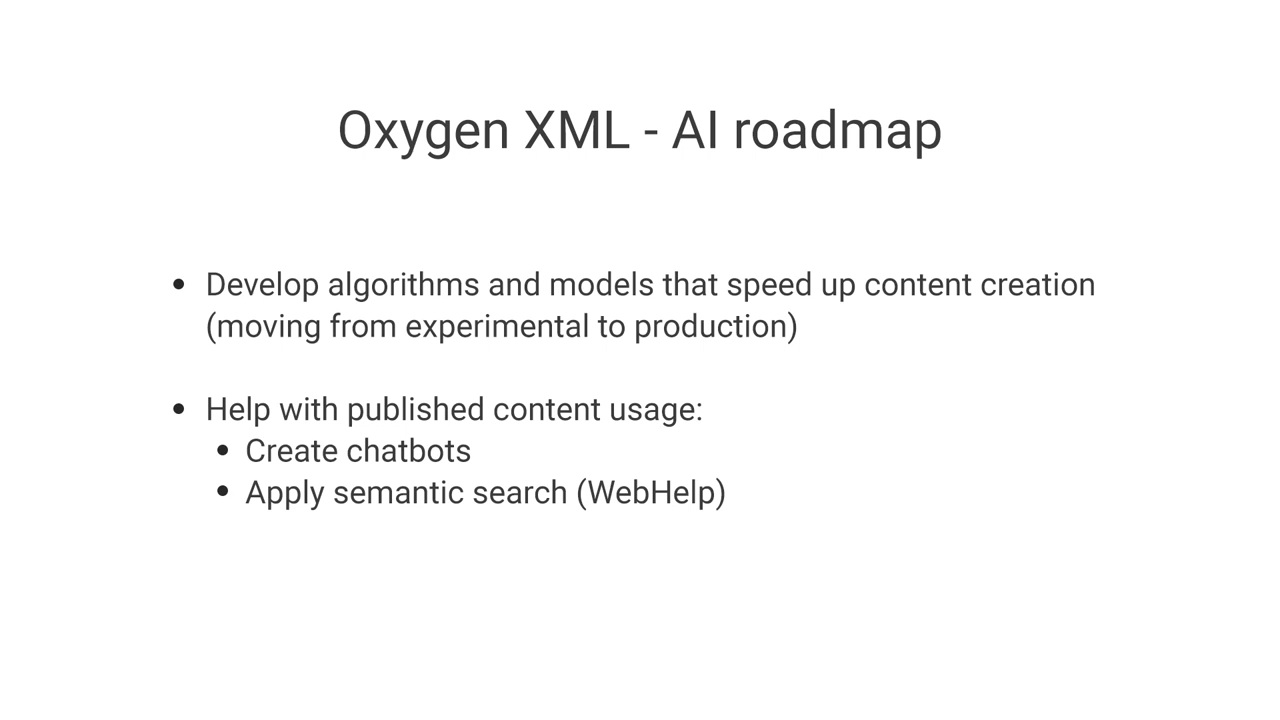 Oxygen XML - AI roadmap
• Develop algorithms and models that speed up content creation
(moving from experimental to production)
• Help with published content usage:
• Create chatbots
• Apply semantic search (WebHelp)